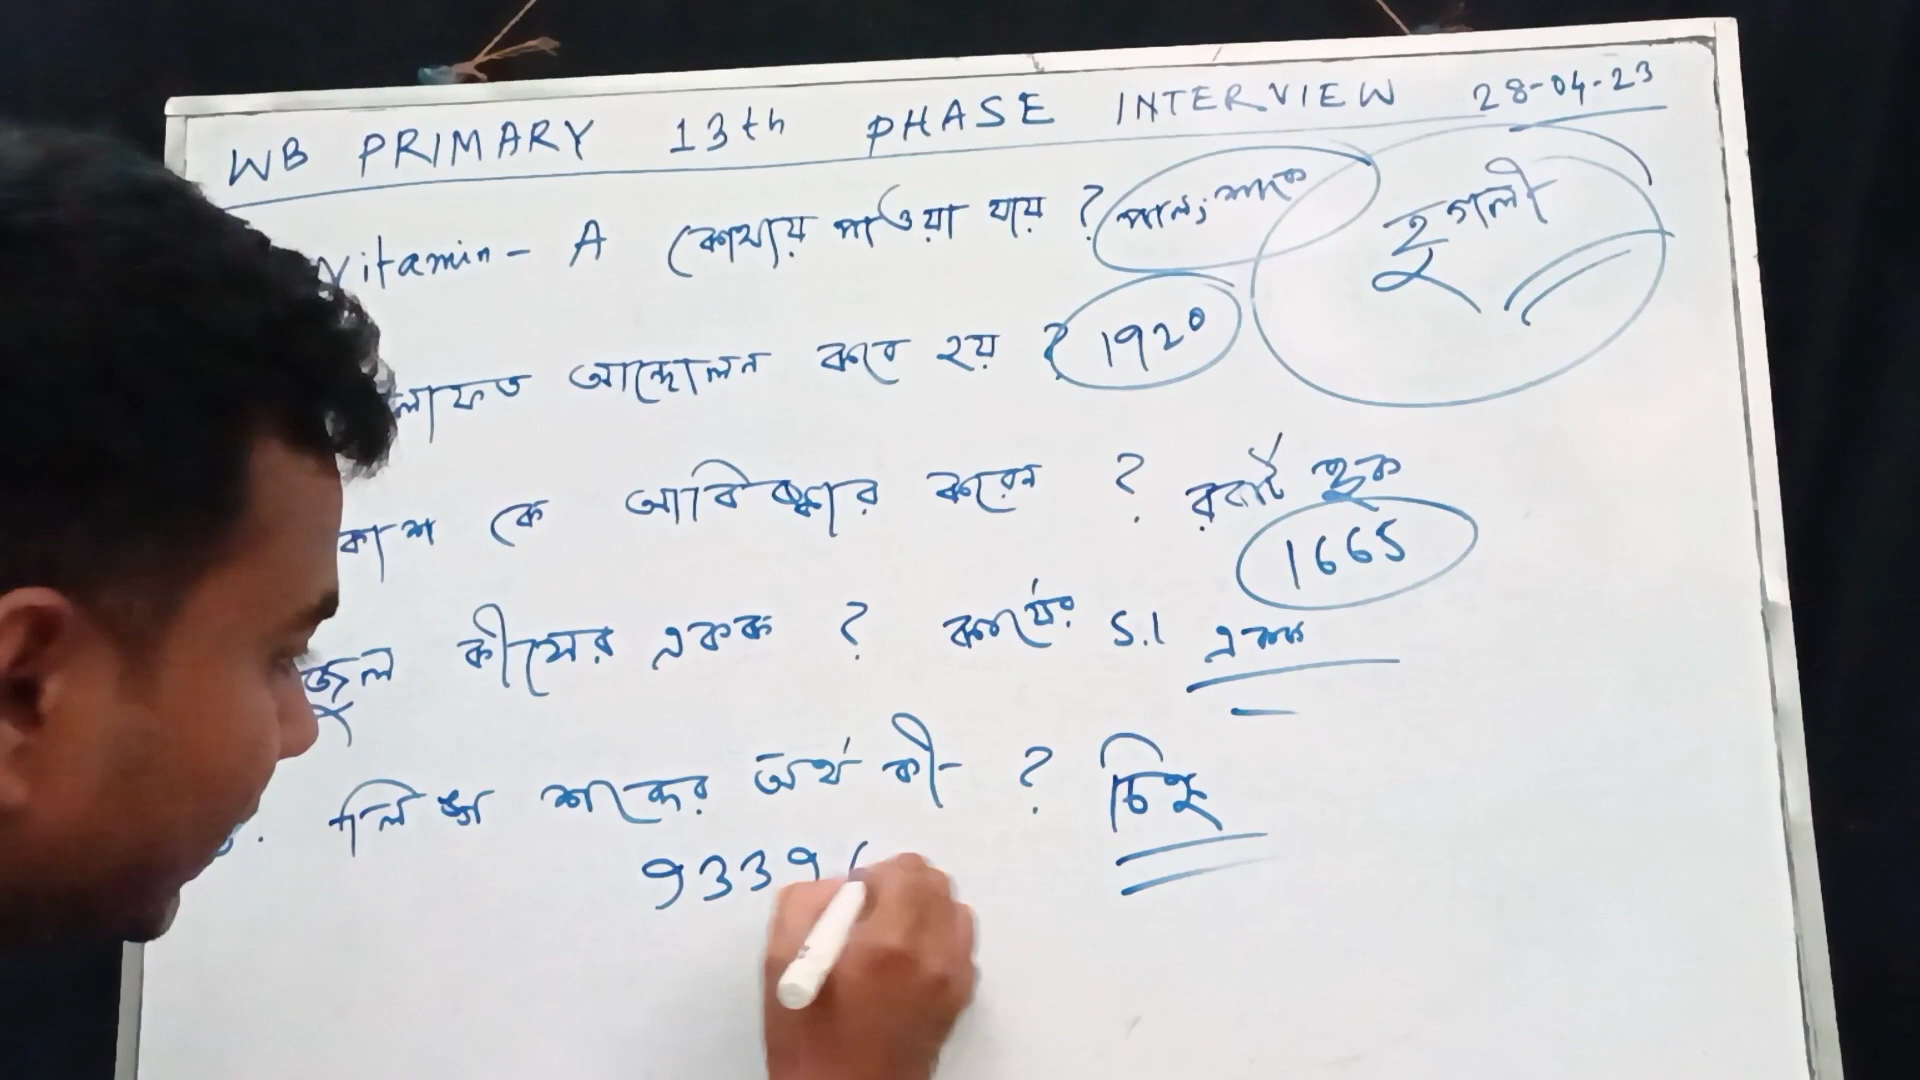 WB PRIMARY 13th PHASE INTERVIEW 28-04-23
Vitamin - A কোথায় পাওয়া যায় ? পালং শাক
হুগলী
লাফত আন্দোলন কবে হয় ? 1920
কোষ কে আবিষ্কার করেন ? রবার্ট হুক
1665
জুল কীসের একক ? কার্যের S.I একক
লিঙ্গ শব্দের অর্থ কী ? চিহ্ন
9339